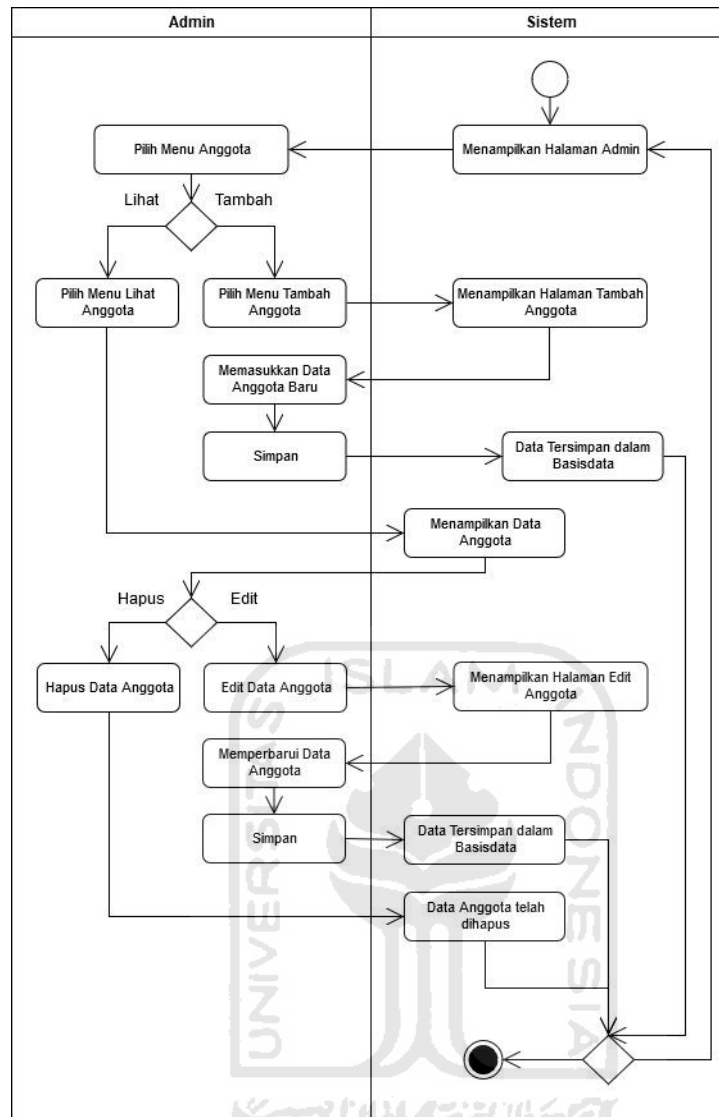 Admin
Sistem
Menampilkan Halaman Admin
Pilih Menu Anggota
Lihat
Tambah
Pilih Menu Lihat
Anggota
Pilih Menu Tambah
Anggota
Menampilkan Halaman Tambah
Anggota
Memasukkan Data
Anggota Baru
Simpan
Data Tersimpan dalam
Basisdata
Menampilkan Data
Anggota
Hapus
Edit
Hapus Data Anggota
Edit Data Anggota
Menampilkan Halaman Edit
Anggota
Memperbarui Data
Anggota
Simpan
Data Tersimpan dalam
Basisdata
Data Anggota telah
dihapus
UNIVERSITAS
ISLAM
INDONESIA